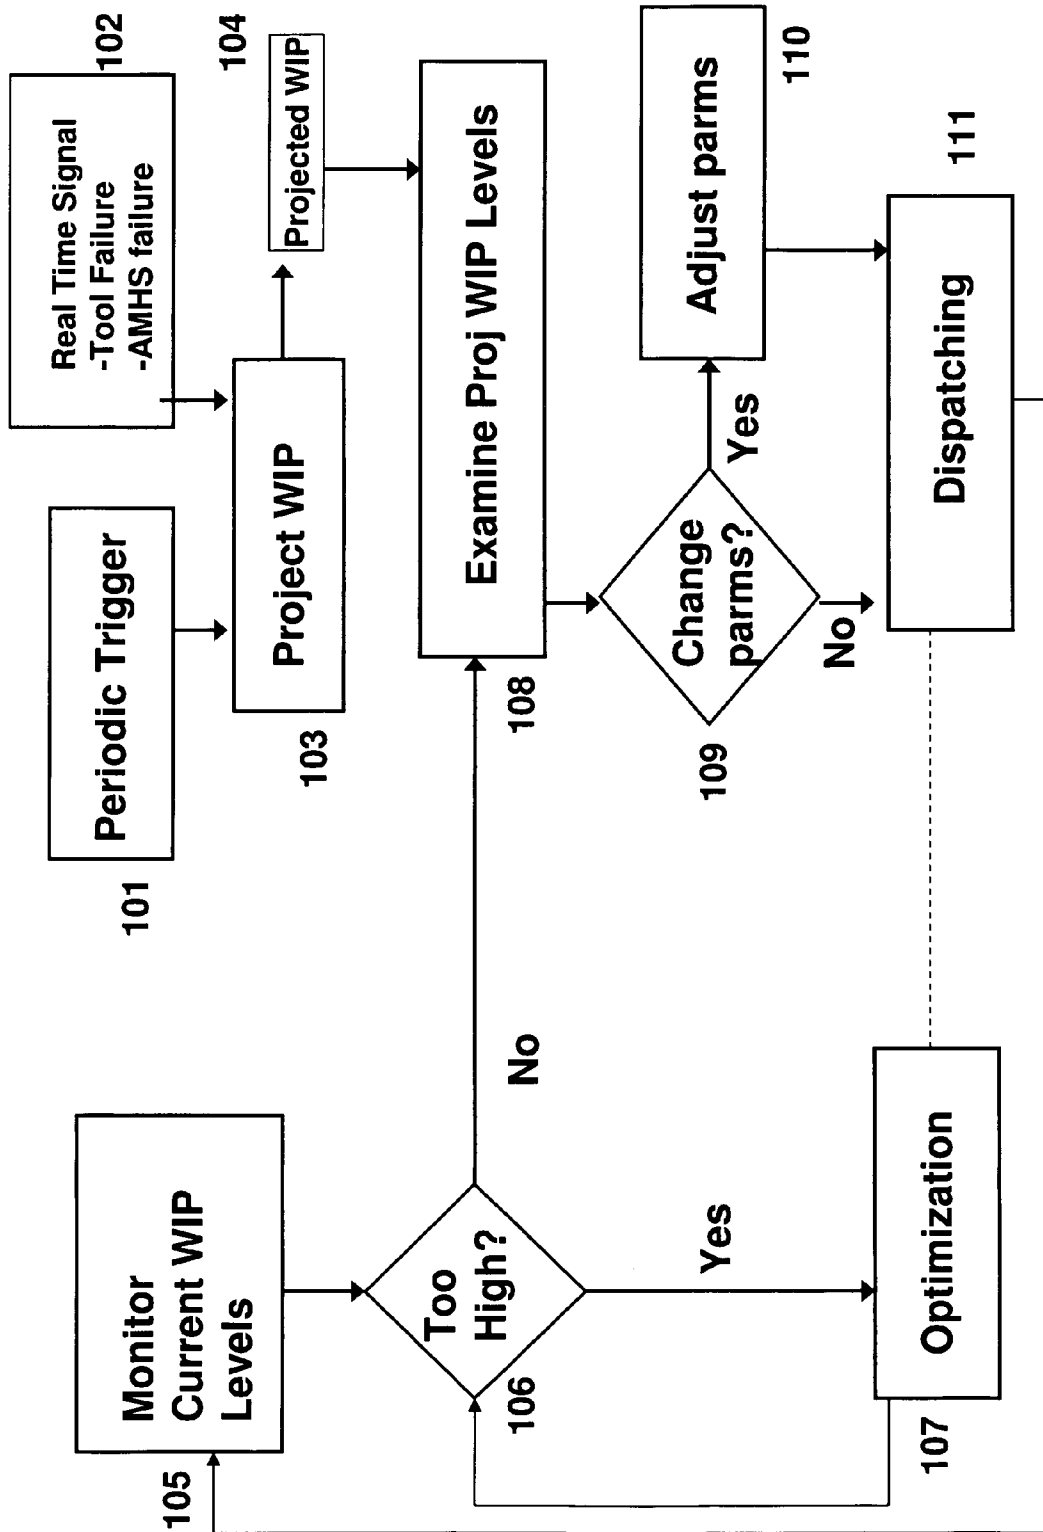 102
Real Time Signal
-Tool Failure
-AMHS failure
104
Projected WIP
101
Periodic Trigger
103
Project WIP
105
Monitor
Current WIP
Levels
106
Too
High?
No
Yes
107
Optimization
108
Examine Proj WIP Levels
109
Change
parms?
Yes
No
110
Adjust parms
111
Dispatching